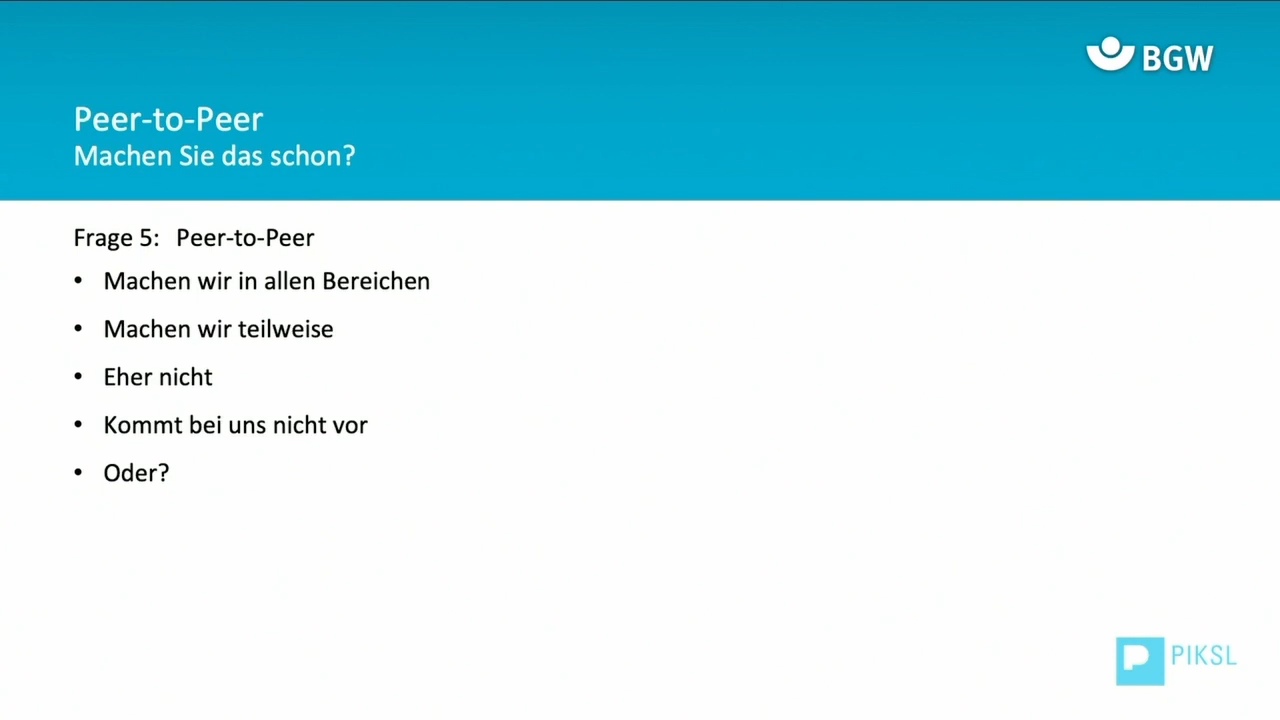 BGW
Peer-to-Peer
Machen Sie das schon?
Frage 5: Peer-to-Peer
• Machen wir in allen Bereichen
• Machen wir teilweise
• Eher nicht
• Kommt bei uns nicht vor
• Oder?
PIKSL